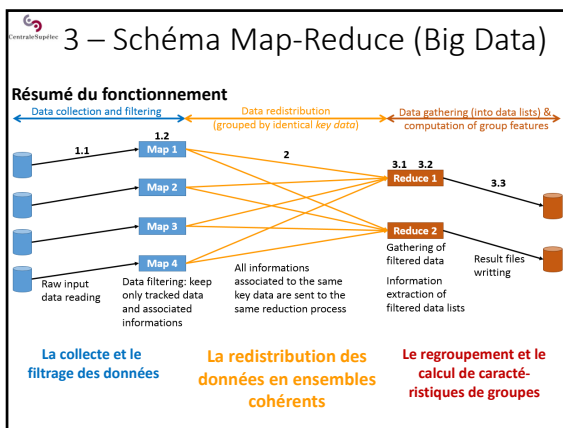 CentraleSupélec
3 – Schéma Map-Reduce (Big Data)
Résumé du fonctionnement
Data collection and filtering
Data redistribution
(grouped by identical key data)
Data gathering (into data lists) &
computation of group features
1.1
1.2
Map 1
Map 2
Map 3
Map 4
2
3.1 3.2
Reduce 1
Reduce 2
3.3
Raw input
data reading
Data filtering: keep
only tracked data
and associated
informations
All informations
associated to the same
key data are sent to the
same reduction process
Gathering of
filtered data
Information
extraction of
filtered data lists
Result files
writting
La collecte et le
filtrage des données
La redistribution des
données en ensembles
cohérents
Le regroupement et le
calcul de caracté-
ristiques de groupes